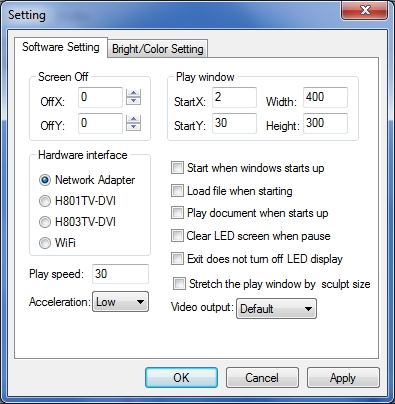 Setting
Software Setting Bright/Color Setting
Screen Off Play window
OffX: 0 StartX: 2 Width: 400
OffY: 0 StartY: 30 Height: 300
Hardware interface
Network Adapter
H801TV-DVI
H803TV-DVI
WiFi
Start when windows starts up
Load file when starting
Play document when starts up
Clear LED screen when pause
Exit does not turn off LED display
Stretch the play window by sculpt size
Play speed: 30
Acceleration: Low
Video output: Default
OK Cancel Apply